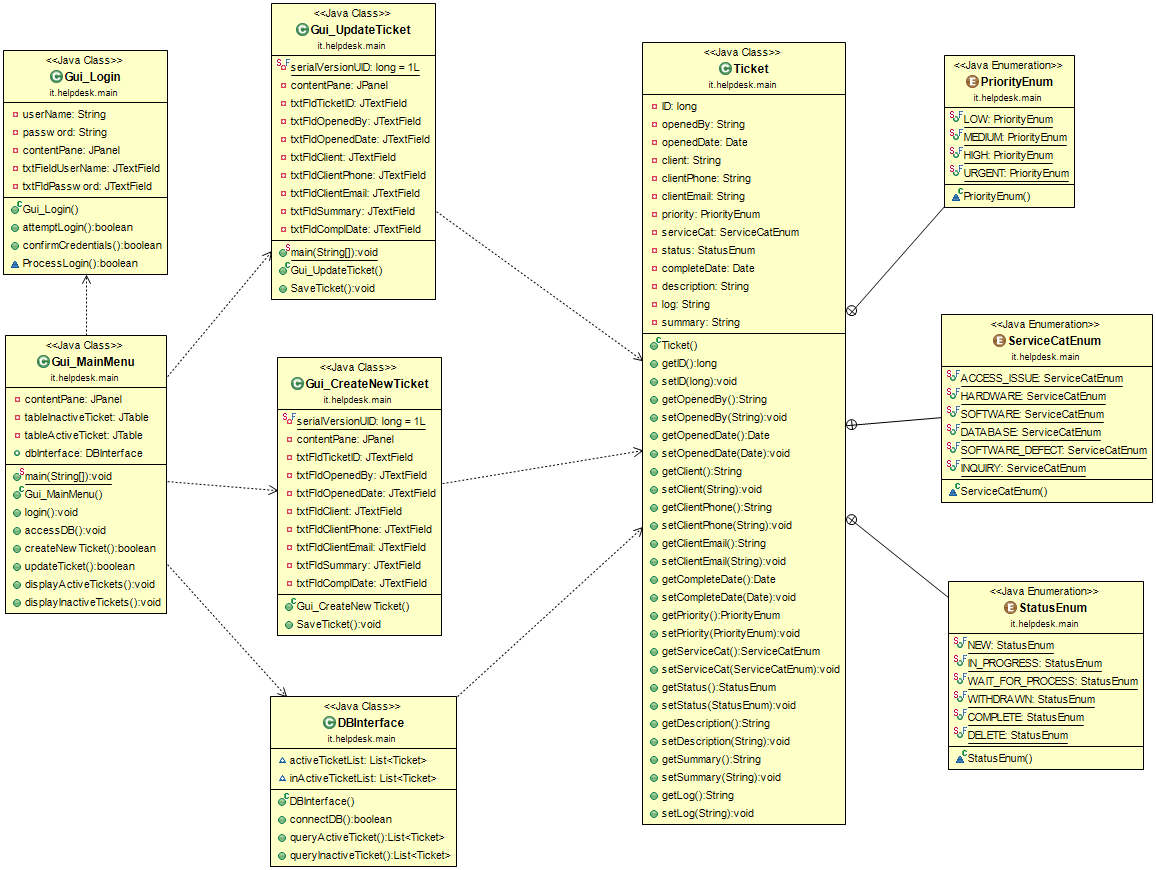 <<Java Class>>
Gui_Login
it.helpdesk.main
userName: String
password: String
contentPane: JPanel
txtFieldUserName: JTextField
txtFldPassword: JTextField
Gui_Login()
attemptLogin():boolean
confirmCredentials():boolean
ProcessLogin():boolean
<<Java Class>>
Gui_MainMenu
it.helpdesk.main
contentPane: JPanel
tableInactiveTicket: JTable
tableActiveTicket: JTable
dbInterface: DBInterface
main(String[]):void
Gui_MainMenu()
login():void
accessDB():void
createNewTicket():boolean
updateTicket():boolean
displayActiveTickets():void
displayInactiveTickets():void
<<Java Class>>
Gui_UpdateTicket
it.helpdesk.main
serialVersionUID: long = 1L
contentPane: JPanel
txtFldTicketID: JTextField
txtFldOpenedBy: JTextField
txtFldOpenedDate: JTextField
txtFldClient: JTextField
txtFldClientPhone: JTextField
txtFldClientEmail: JTextField
txtFldSummary: JTextField
txtFldComplDate: JTextField
main(String[]):void
Gui_UpdateTicket()
SaveTicket():void
<<Java Class>>
Gui_CreateNewTicket
it.helpdesk.main
serialVersionUID: long = 1L
contentPane: JPanel
txtFldTicketID: JTextField
txtFldOpenedBy: JTextField
txtFldOpenedDate: JTextField
txtFldClient: JTextField
txtFldClientPhone: JTextField
txtFldClientEmail: JTextField
txtFldSummary: JTextField
txtFldComplDate: JTextField
Gui_CreateNewTicket()
SaveTicket():void
<<Java Class>>
DBInterface
it.helpdesk.main
activeTicketList: List<Ticket>
inActiveTicketList: List<Ticket>
DBInterface()
connectDB():boolean
queryActiveTicket():List<Ticket>
queryInactiveTicket():List<Ticket>
<<Java Class>>
Ticket
it.helpdesk.main
ID: long
openedBy: String
openedDate: Date
client: String
clientPhone: String
clientEmail: String
priority: PriorityEnum
serviceCat: ServiceCatEnum
status: StatusEnum
completeDate: Date
description: String
log: String
summary: String
Ticket()
getID():long
setID(long):void
getOpenedBy():String
setOpenedBy(String):void
getOpenedDate():Date
setOpenedDate(Date):void
getClient():String
setClient(String):void
getClientPhone():String
setClientPhone(String):void
getClientEmail():String
setClientEmail(String):void
getCompleteDate():Date
setCompleteDate(Date):void
getPriority():PriorityEnum
setPriority(PriorityEnum):void
getServiceCat():ServiceCatEnum
setServiceCat(ServiceCatEnum):void
getStatus():StatusEnum
setStatus(StatusEnum):void
getDescription():String
setDescription(String):void
getSummary():String
setSummary(String):void
getLog():String
setLog(String):void
<<Java Enumeration>>
PriorityEnum
it.helpdesk.main
LOW: PriorityEnum
MEDIUM: PriorityEnum
HIGH: PriorityEnum
URGENT: PriorityEnum
PriorityEnum()
<<Java Enumeration>>
ServiceCatEnum
it.helpdesk.main
ACCESS_ISSUE: ServiceCatEnum
HARDWARE: ServiceCatEnum
SOFTWARE: ServiceCatEnum
DATABASE: ServiceCatEnum
SOFTWARE_DEFECT: ServiceCatEnum
INQUIRY: ServiceCatEnum
ServiceCatEnum()
<<Java Enumeration>>
StatusEnum
it.helpdesk.main
NEW: StatusEnum
IN_PROGRESS: StatusEnum
WAIT_FOR_PROCESS: StatusEnum
WITHDRAWN: StatusEnum
COMPLETE: StatusEnum
DELETE: StatusEnum
StatusEnum()